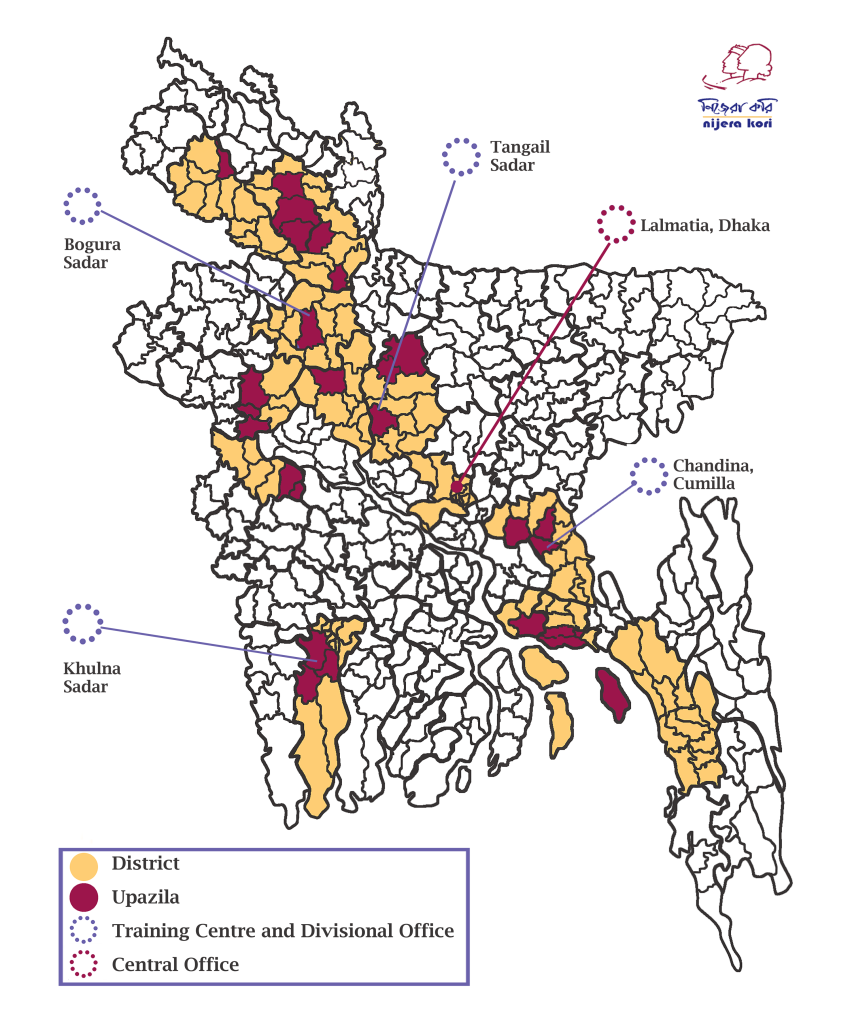 নিজেরা করি
nijera kori
Tangail
Sadar
Lalmatia, Dhaka
Bogura
Sadar
Chandina,
Cumilla
Khulna
Sadar
District
Upazila
Training Centre and Divisional Office
Central Office